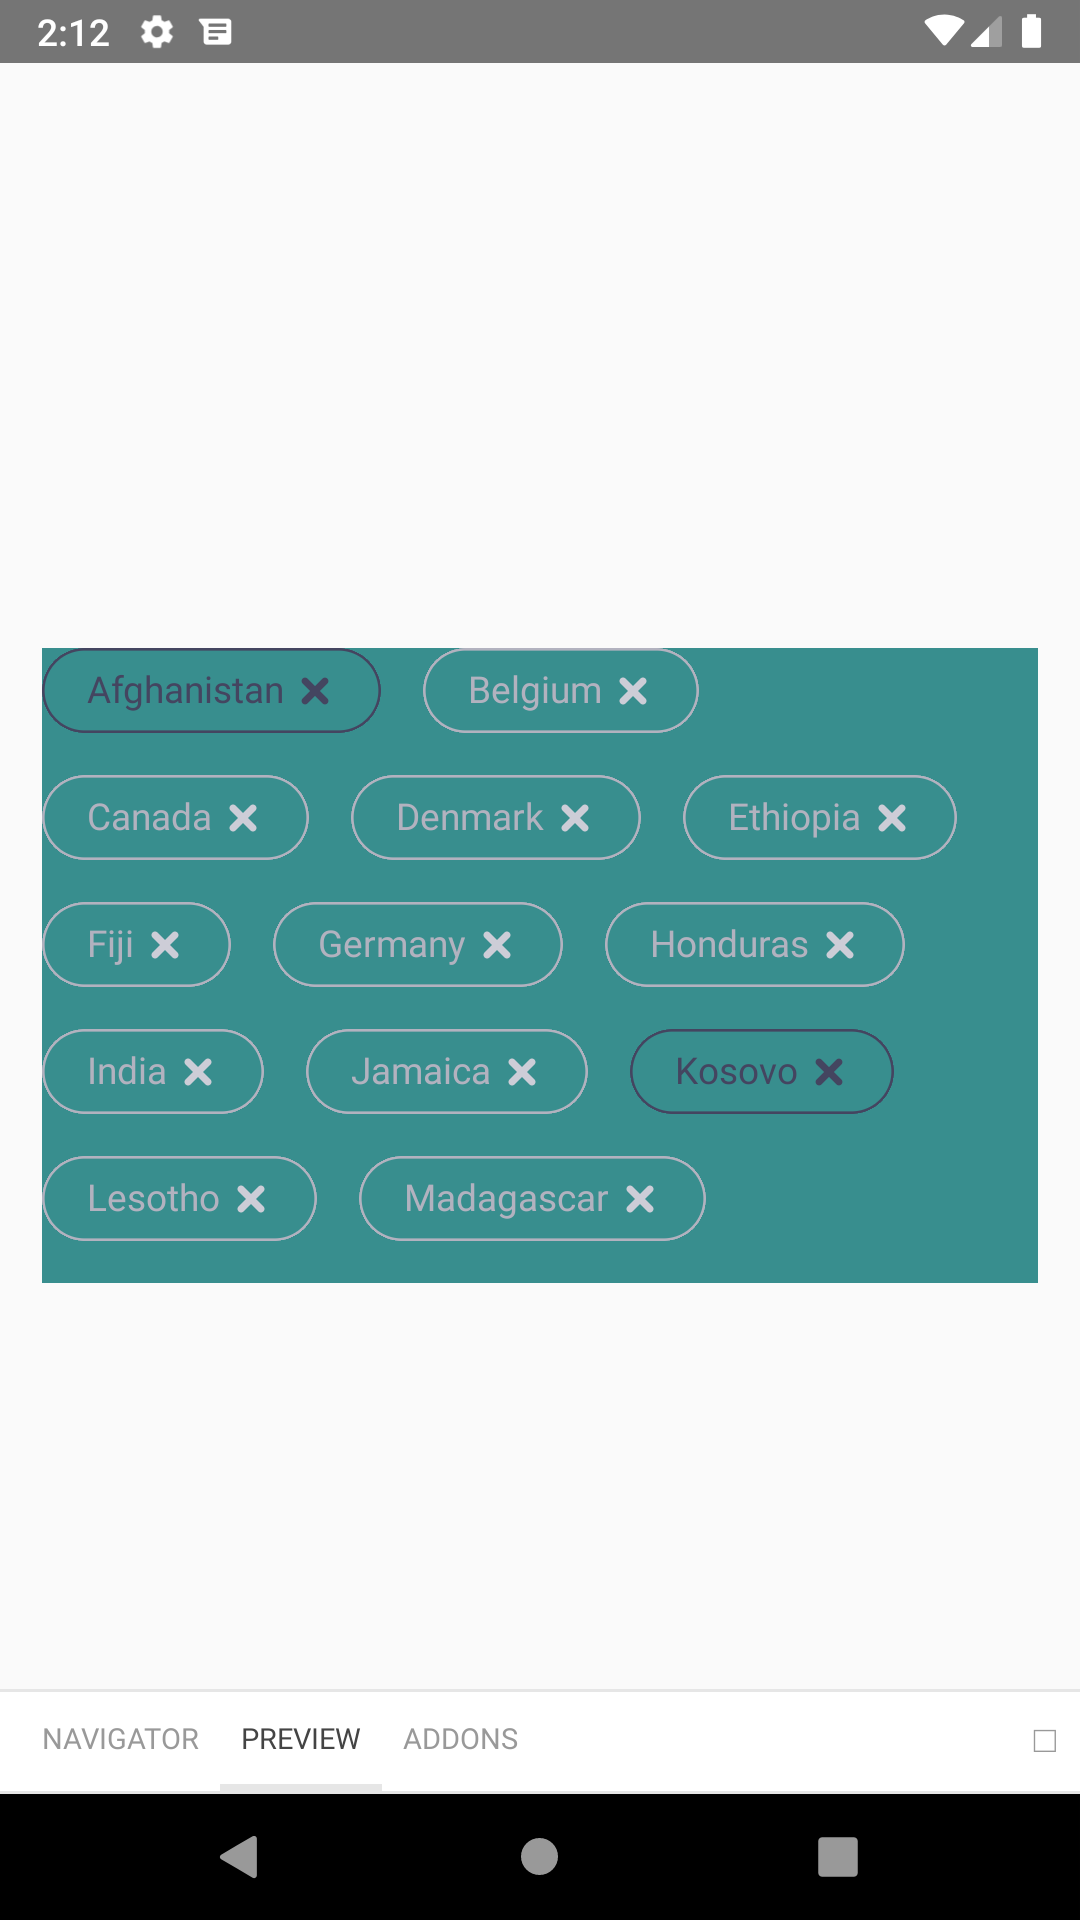 2:12
Afghanistan Belgium
Canada Denmark Ethiopia
Fiji Germany Honduras
India Jamaica Kosovo
Lesotho Madagascar
NAVIGATOR PREVIEW ADDONS